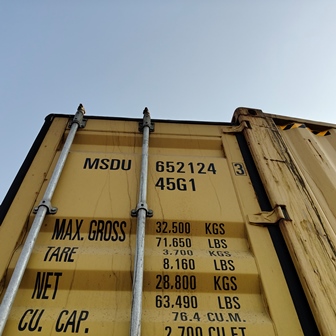 MSDU 652124 3
45G1
MAX. GROSS 32,500 KGS
71.650 LBS
TARE 3.700 KGS
8.160 LBS
NET 28.800 KGS
63.490 LBS
CU. CAP. 76.4 CU.M.
2,700 CU.FT.